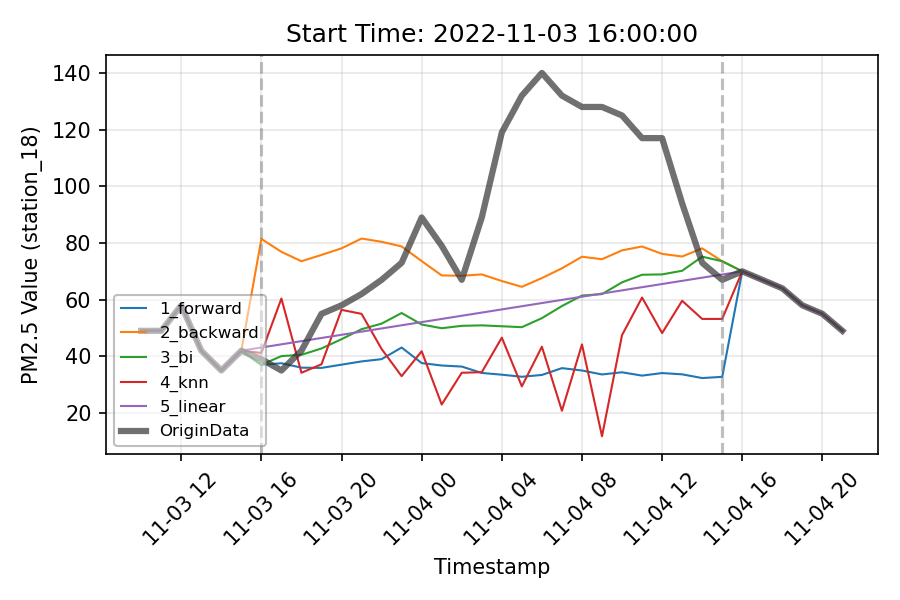 Start Time: 2022-11-03 16:00:00
PM2.5 Value (station_18)
140
120
100
80
60
40
20
1_forward
2_backward
3_bi
4_knn
5_linear
OriginData
11-03 12
11-03 16
11-03 20
11-04 00
11-04 04
11-04 08
11-04 12
11-04 16
11-04 20
Timestamp